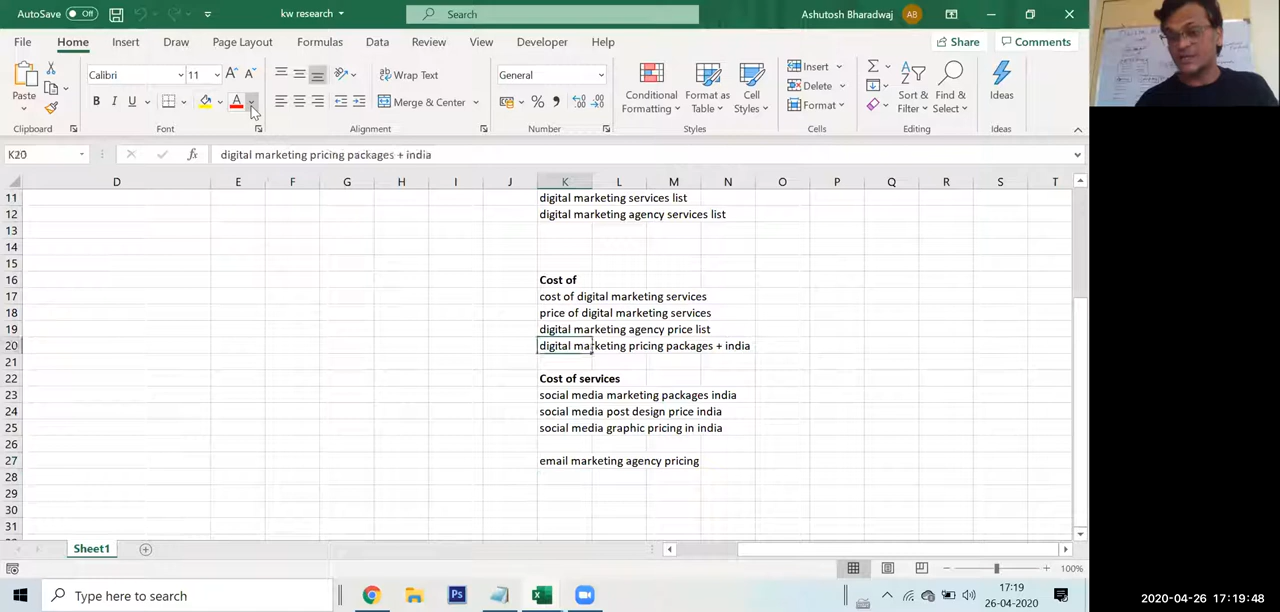 AutoSave Off kw research Search Ashutosh Bharadwaj AB
File Home Insert Draw Page Layout Formulas Data Review View Developer Help Share Comments
Paste Calibri 11 A A Wrap Text General Conditional Formatting Format as Table Cell Styles Insert Σ Sort & Filter Find & Select Ideas
B I U A Merge & Center % Delete Format
Clipboard Font Alignment Number Styles Cells Editing Ideas
K20 fx digital marketing pricing packages + india
D E F G H I J K L M N O P Q R S T
11 digital marketing services list
12 digital marketing agency services list
13
14
15
16 Cost of
17 cost of digital marketing services
18 price of digital marketing services
19 digital marketing agency price list
20 digital marketing pricing packages + india
21
22 Cost of services
23 social media marketing packages india
24 social media post design price india
25 social media graphic pricing in india
26
27 email marketing agency pricing
28
29
30
31
Sheet1
100%
Type here to search Ps 17:19
26-04-2020
2020-04-26 17:19:48